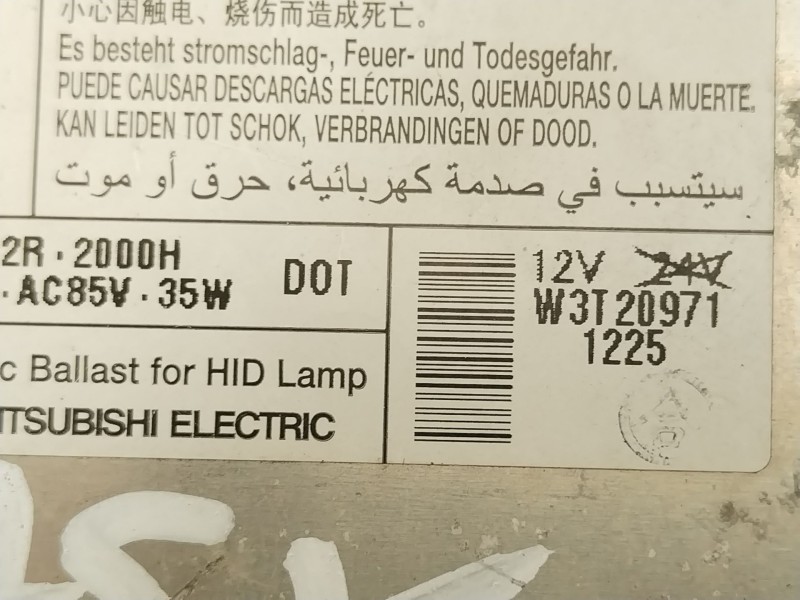 小心因触电、烧伤而造成死亡。
Es besteht stromschlag-, Feuer- und Todesgefahr.
PUEDE CAUSAR DESCARGAS ELÉCTRICAS, QUEMADURAS O LA MUERTE.
KAN LEIDEN TOT SCHOK, VERBRANDINGEN OF DOOD.
سيتسبب في صدمة كهربائية، حرق أو موت.
2R · 2000H
· AC85V · 35W
DOT
c Ballast for HID Lamp
ITSUBISHI ELECTRIC
12V 24V
W3T20971
1225